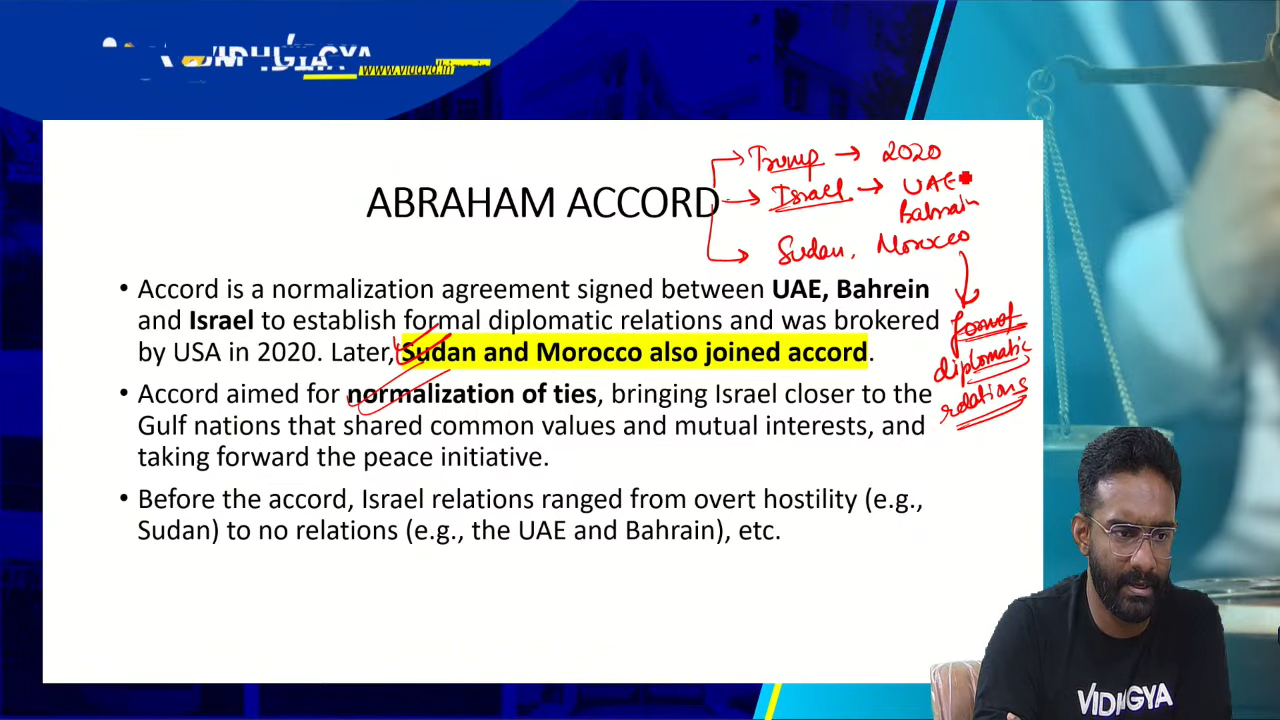 Trump → 2020
ABRAHAM ACCORD
Israel → UAE
Bahrain
Sudan, Morocco
• Accord is a normalization agreement signed between UAE, Bahrein
and Israel to establish formal diplomatic relations and was brokered
by USA in 2020. Later, Sudan and Morocco also joined accord.
formal
diplomatic
relations
• Accord aimed for normalization of ties, bringing Israel closer to the
Gulf nations that shared common values and mutual interests, and
taking forward the peace initiative.
• Before the accord, Israel relations ranged from overt hostility (e.g.,
Sudan) to no relations (e.g., the UAE and Bahrain), etc.
VIDHIGYA